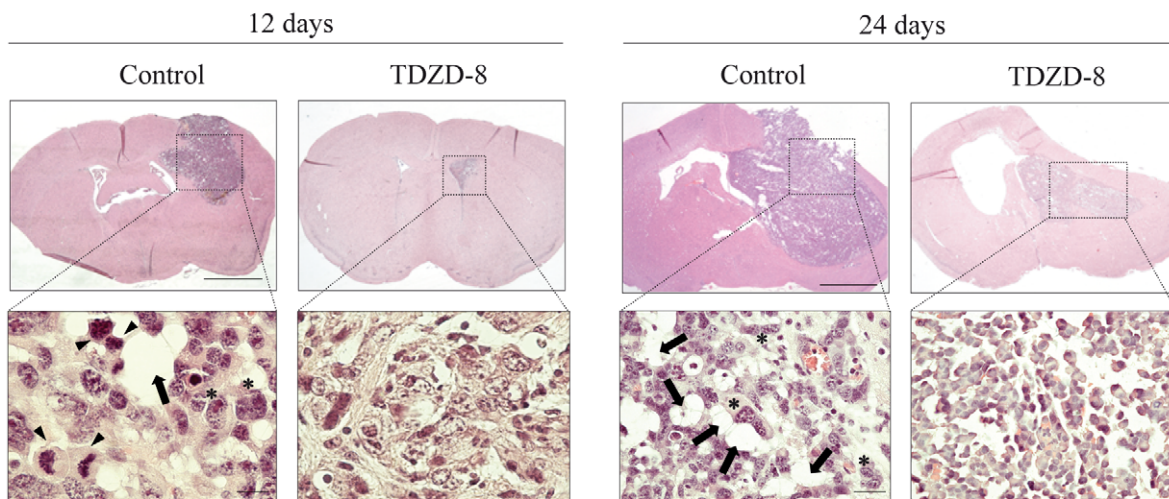 12 days
24 days
Control
TDZD-8
Control
TDZD-8
*
*
*
*
*